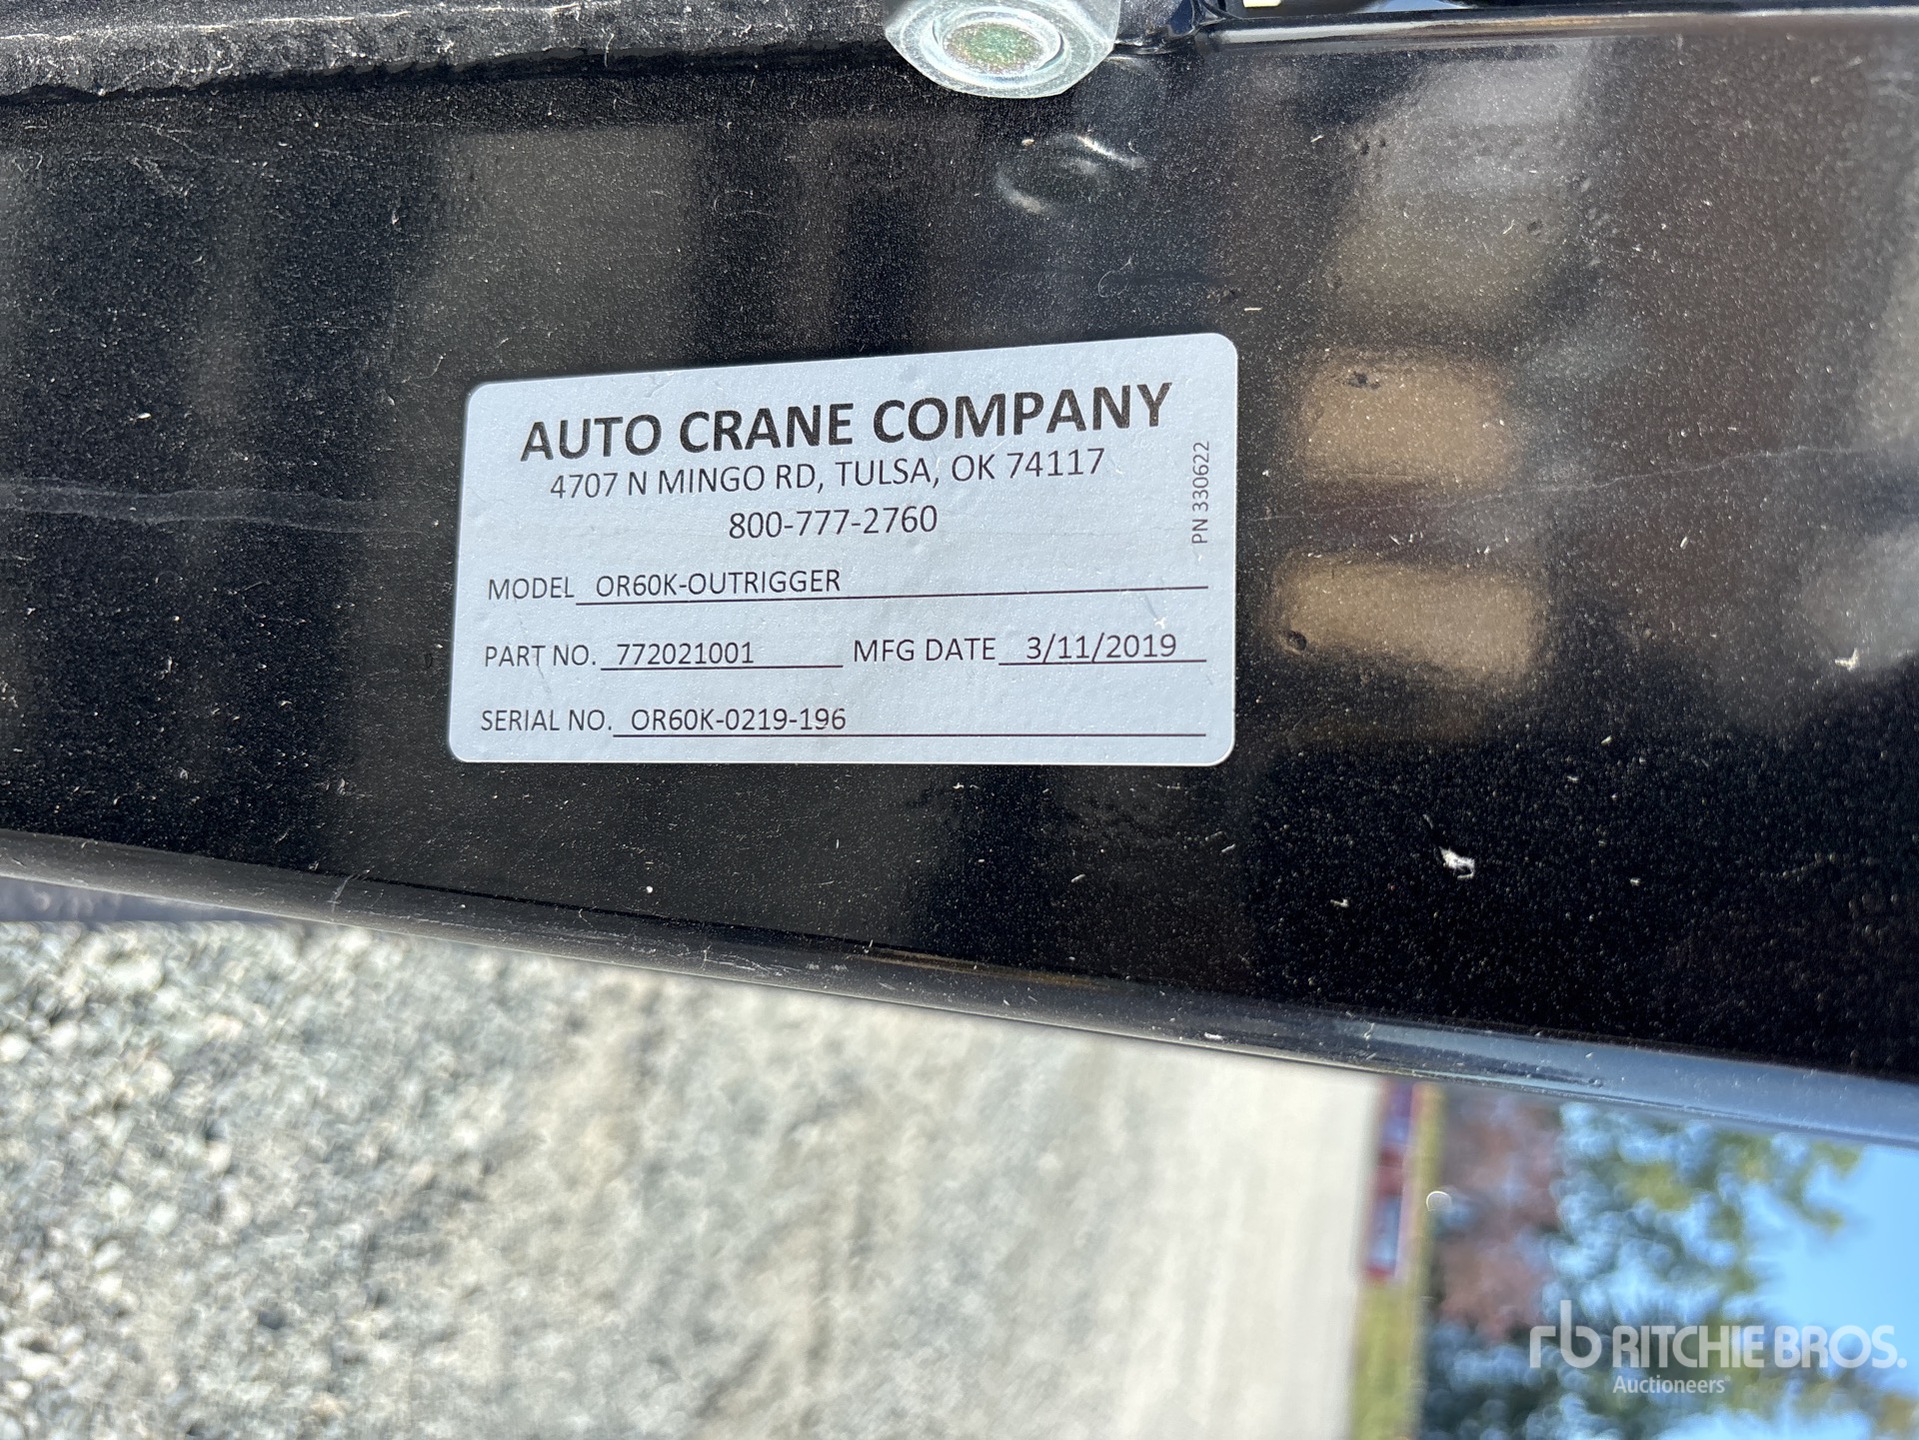 AUTO CRANE COMPANY
4707 N MINGO RD, TULSA, OK 74117
800-777-2760
PN 330622
MODEL OR60K-OUTRIGGER
PART NO. 772021001 MFG DATE 3/11/2019
SERIAL NO. OR60K-0219-196
rb RITCHIE BROS.
Auctioneers